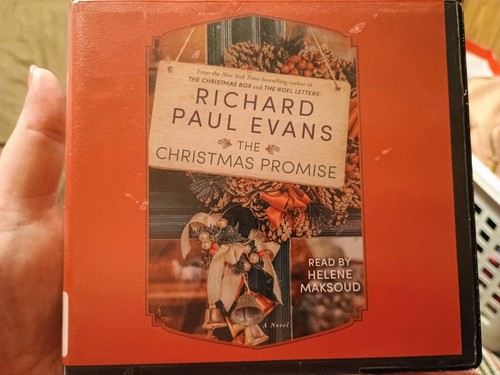 From the New York Times bestselling author of
THE CHRISTMAS BOX and THE NOEL LETTERS
RICHARD
PAUL EVANS
THE
CHRISTMAS PROMISE
READ BY
HELENE
MAKSOUD
A Novel